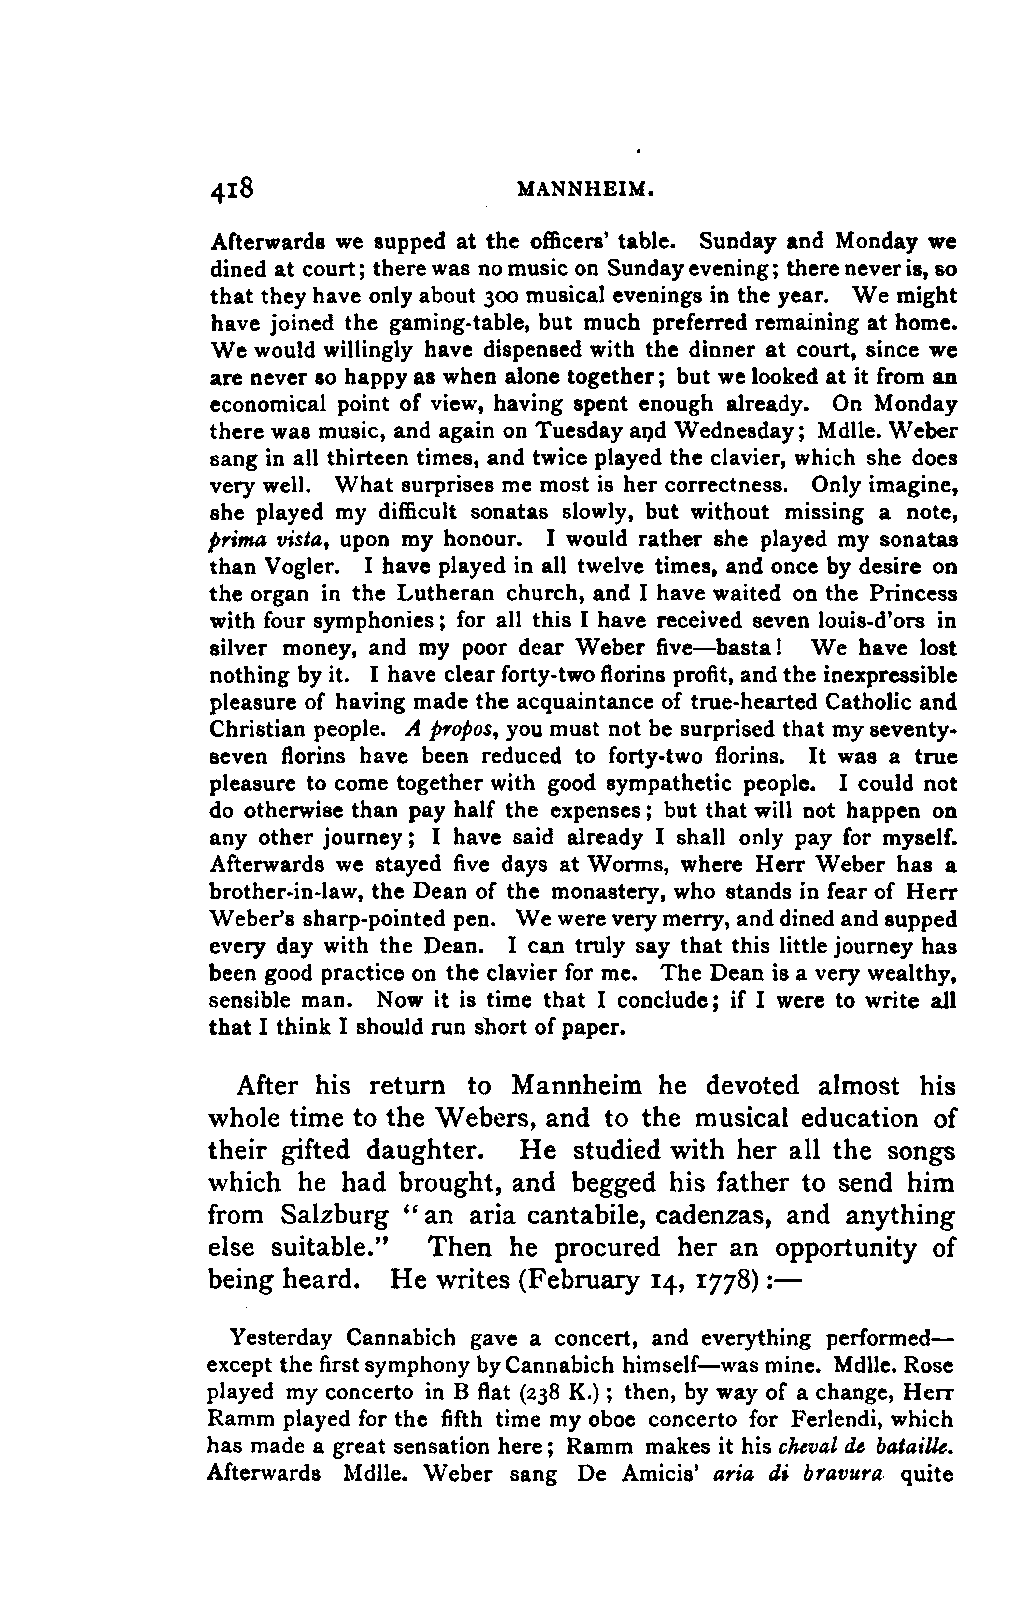 418 MANNHEIM.
Afterwards we supped at the officers' table. Sunday and Monday we
dined at court; there was no music on Sunday evening; there never is, so
that they have only about 300 musical evenings in the year. We might
have joined the gaming-table, but much preferred remaining at home.
We would willingly have dispensed with the dinner at court, since we
are never so happy as when alone together; but we looked at it from an
economical point of view, having spent enough already. On Monday
there was music, and again on Tuesday and Wednesday; Mdlle. Weber
sang in all thirteen times, and twice played the clavier, which she does
very well. What surprises me most is her correctness. Only imagine,
she played my difficult sonatas slowly, but without missing a note,
prima vista, upon my honour. I would rather she played my sonatas
than Vogler. I have played in all twelve times, and once by desire on
the organ in the Lutheran church, and I have waited on the Princess
with four symphonies; for all this I have received seven louis-d'ors in
silver money, and my poor dear Weber five—basta! We have lost
nothing by it. I have clear forty-two florins profit, and the inexpressible
pleasure of having made the acquaintance of true-hearted Catholic and
Christian people. A propos, you must not be surprised that my seventy-
seven florins have been reduced to forty-two florins. It was a true
pleasure to come together with good sympathetic people. I could not
do otherwise than pay half the expenses; but that will not happen on
any other journey; I have said already I shall only pay for myself.
Afterwards we stayed five days at Worms, where Herr Weber has a
brother-in-law, the Dean of the monastery, who stands in fear of Herr
Weber's sharp-pointed pen. We were very merry, and dined and supped
every day with the Dean. I can truly say that this little journey has
been good practice on the clavier for me. The Dean is a very wealthy,
sensible man. Now it is time that I conclude; if I were to write all
that I think I should run short of paper.
After his return to Mannheim he devoted almost his
whole time to the Webers, and to the musical education of
their gifted daughter. He studied with her all the songs
which he had brought, and begged his father to send him
from Salzburg "an aria cantabile, cadenzas, and anything
else suitable." Then he procured her an opportunity of
being heard. He writes (February 14, 1778) :—
Yesterday Cannabich gave a concert, and everything performed—
except the first symphony by Cannabich himself—was mine. Mdlle. Rose
played my concerto in B flat (238 K.); then, by way of a change, Herr
Ramm played for the fifth time my oboe concerto for Ferlendi, which
has made a great sensation here; Ramm makes it his cheval de bataille.
Afterwards Mdlle. Weber sang De Amicis' aria di bravura quite